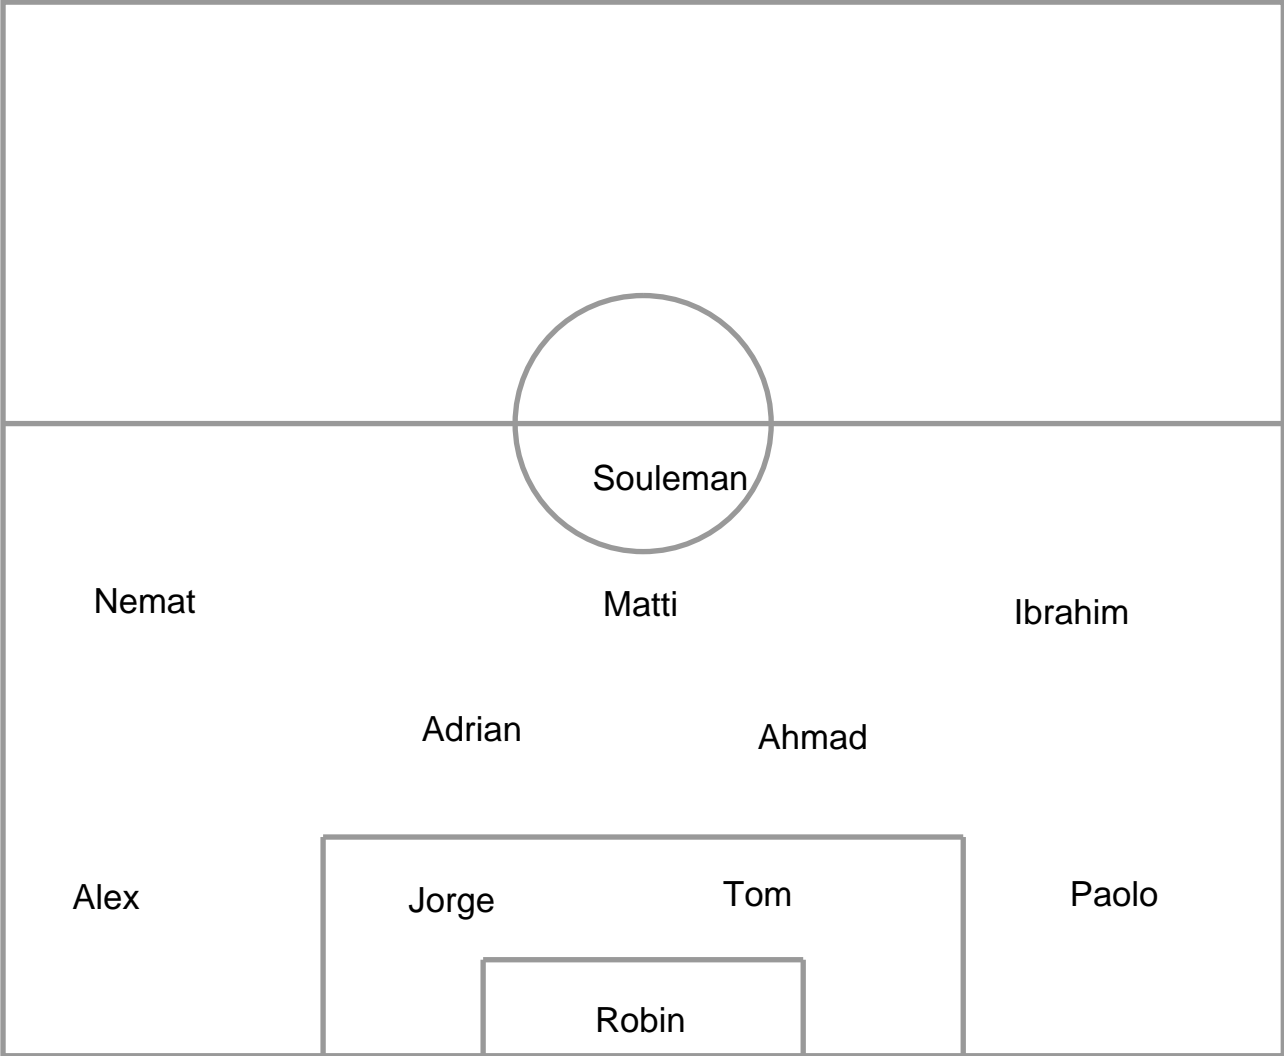 Souleman
Nemat Matti Ibrahim
Adrian Ahmad
Alex Jorge Tom Paolo
Robin